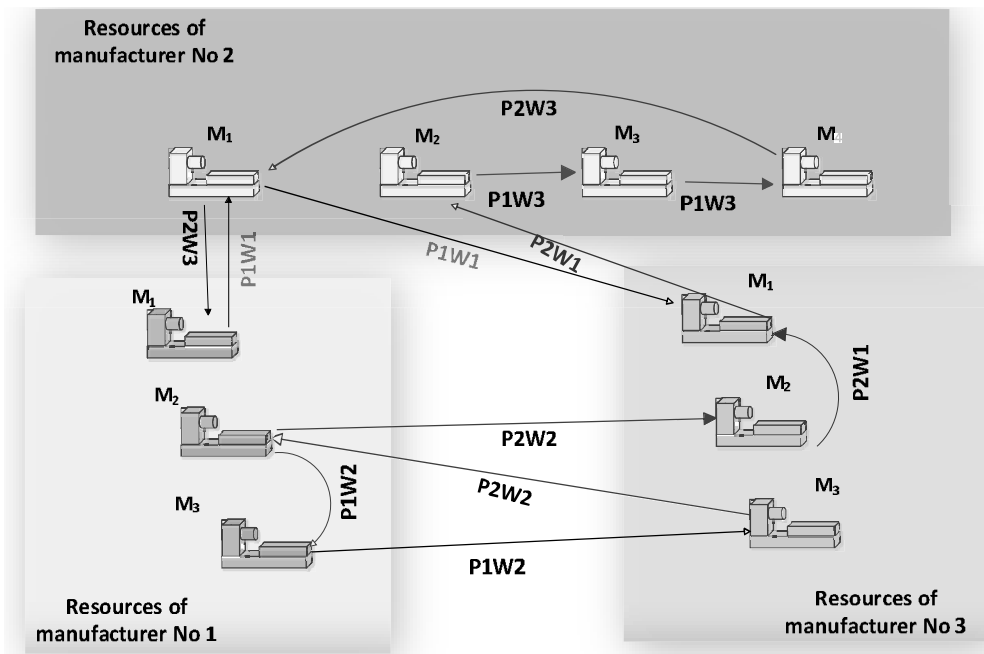 Resources of
manufacturer No 2
P2W3
M₁
M₂
M₃
M
P1W3
P1W3
P2W3
P1W1
P1W1
P2W1
M₁
M₁
M₂
M₂
P2W1
P2W2
P1W2
P2W2
M₃
M₃
P1W2
Resources of
manufacturer No 1
Resources of
manufacturer No 3